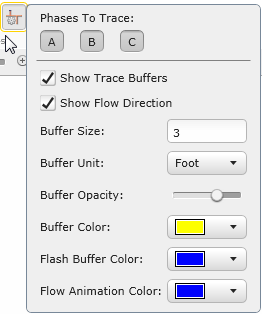 Phases To Trace:
A B C
Show Trace Buffers
Show Flow Direction
Buffer Size: 3
Buffer Unit: Foot
Buffer Opacity:
Buffer Color:
Flash Buffer Color:
Flow Animation Color: